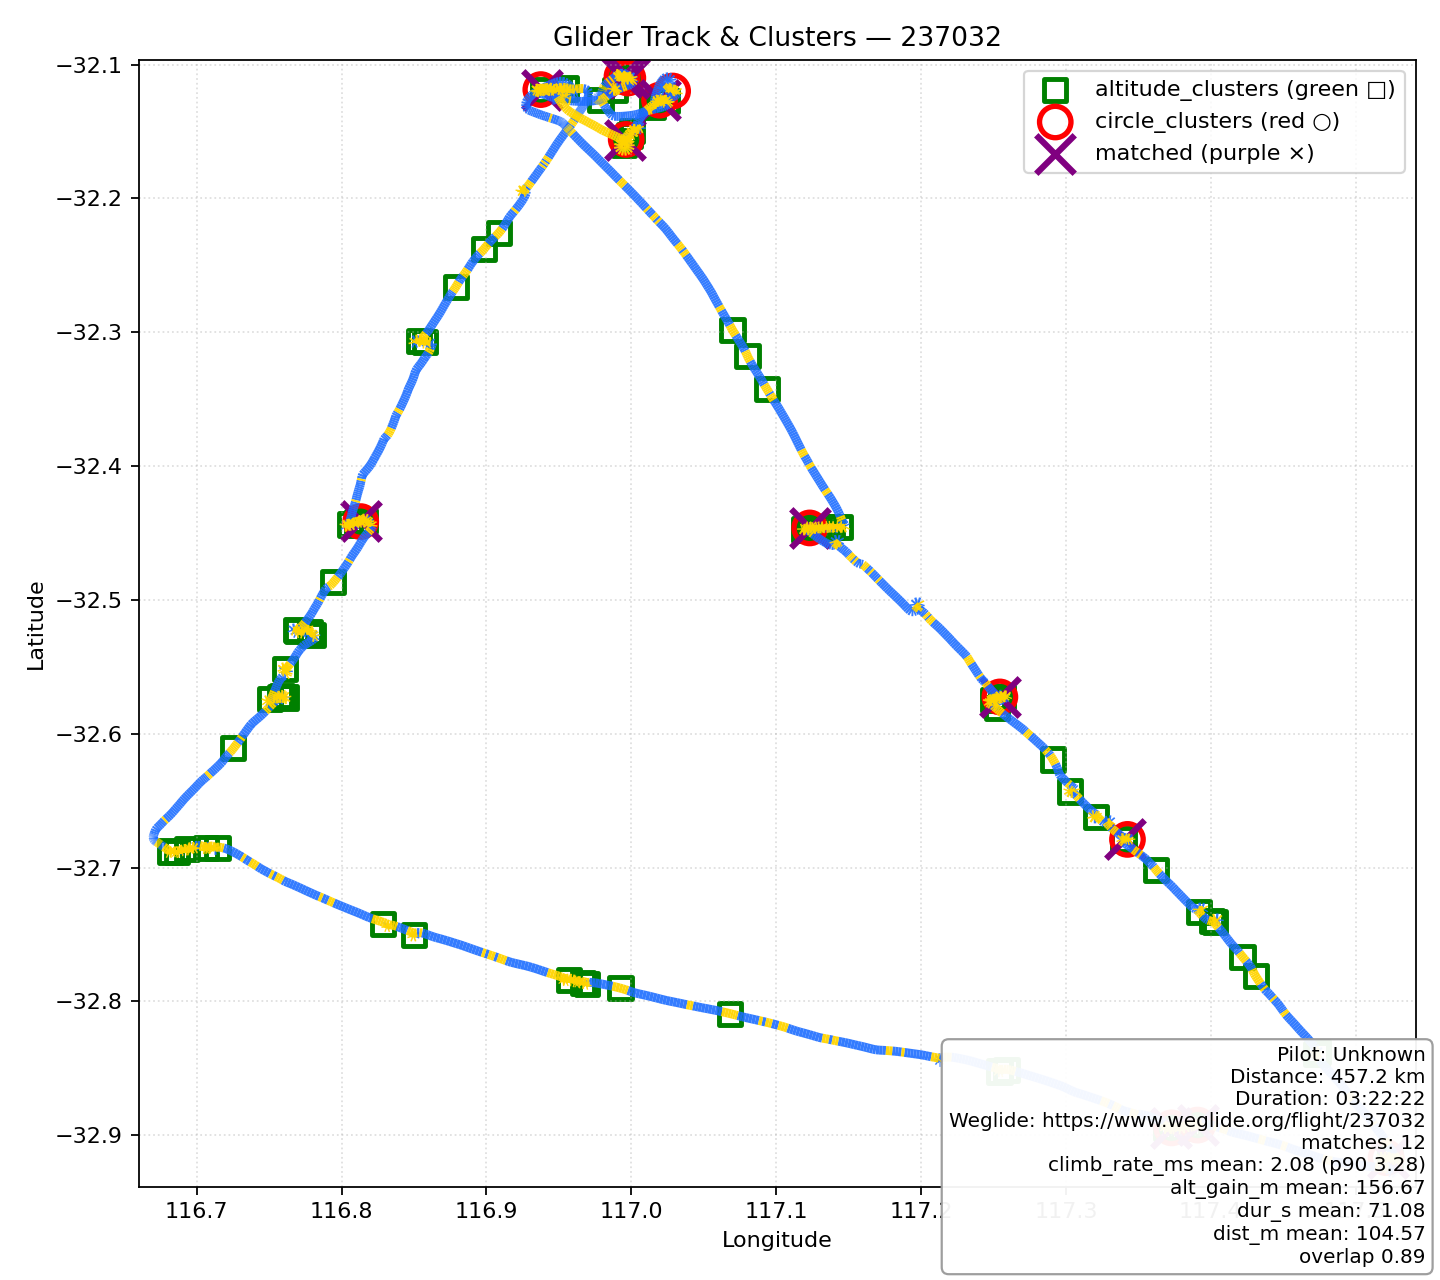 Glider Track & Clusters — 237032
altitude_clusters (green □)
circle_clusters (red ○)
matched (purple ×)
−32.1
−32.2
−32.3
−32.4
−32.5
−32.6
−32.7
−32.8
−32.9
Latitude
116.7 116.8 116.9 117.0 117.1 117.2 117.3 117.4
Longitude
Pilot: Unknown
Distance: 457.2 km
Duration: 03:22:22
Weglide: https://www.weglide.org/flight/237032
matches: 12
climb_rate_ms mean: 2.08 (p90 3.28)
alt_gain_m mean: 156.67
dur_s mean: 71.08
dist_m mean: 104.57
overlap 0.89